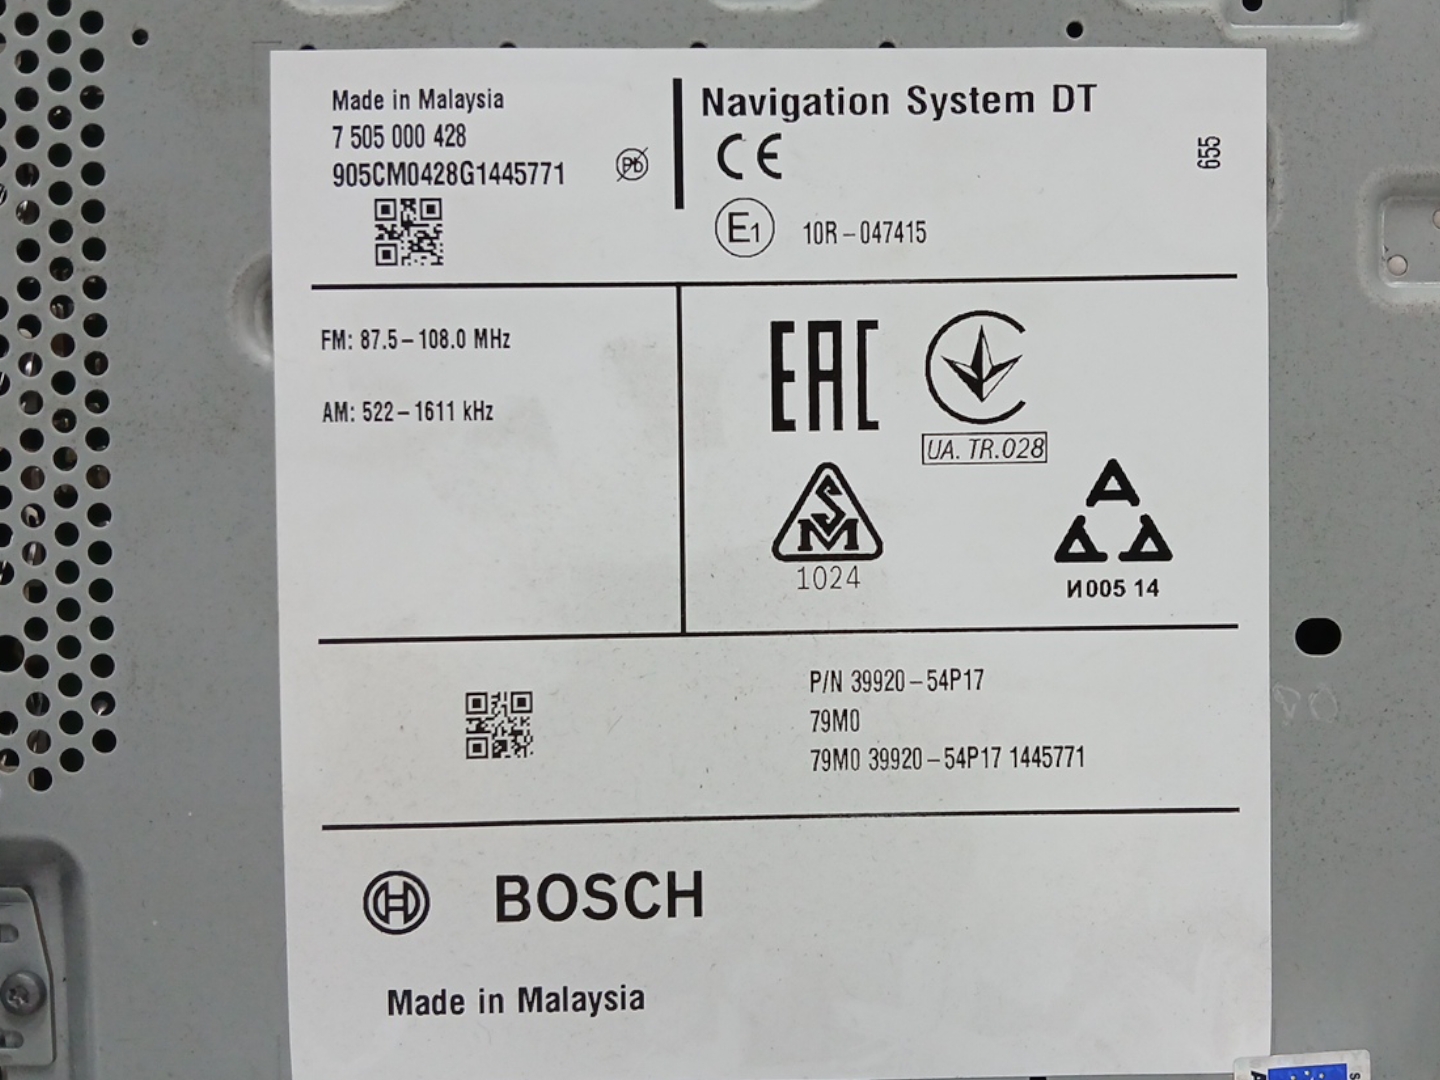 Made in Malaysia
7 505 000 428
905CM0428G1445771
Pb
Navigation System DT
CE
655
E1
10R-047415
FM: 87.5-108.0 MHz
AM: 522-1611 kHz
EAC
UA. TR.028
SM
1024
И005 14
P/N 39920-54P17
79M0
79M0 39920-54P17 1445771
BOSCH
Made in Malaysia